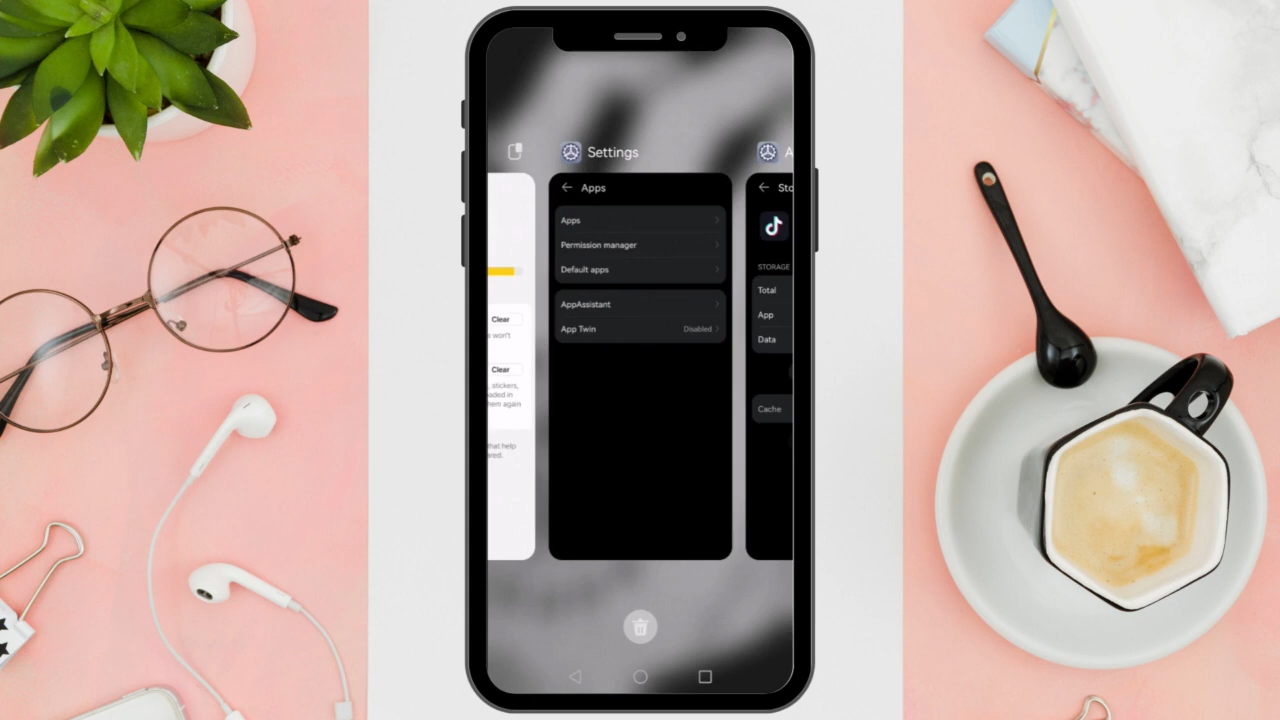 Settings
A
Apps
Sto
Apps
Permission manager
Default apps
STORAGE
Total
AppAssistant
App
Clear
App Twin
Disabled
s won't
Data
Clear
, stickers,
aded in
hem again
Cache
that help
ered.